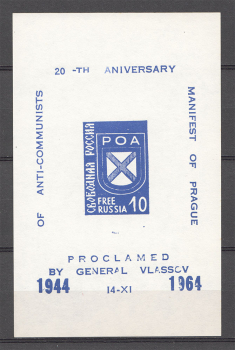 20 -TH ANIVERSARY
OF ANTI-COMMUNISTS
MANIFEST OF PRAGUE
СВОБОДНАЯ РОССИЯ
РОА
FREE
RUSSIA 10
PROCLAMED
BY GENERAL VLASSOV
1944 14-XI 1964